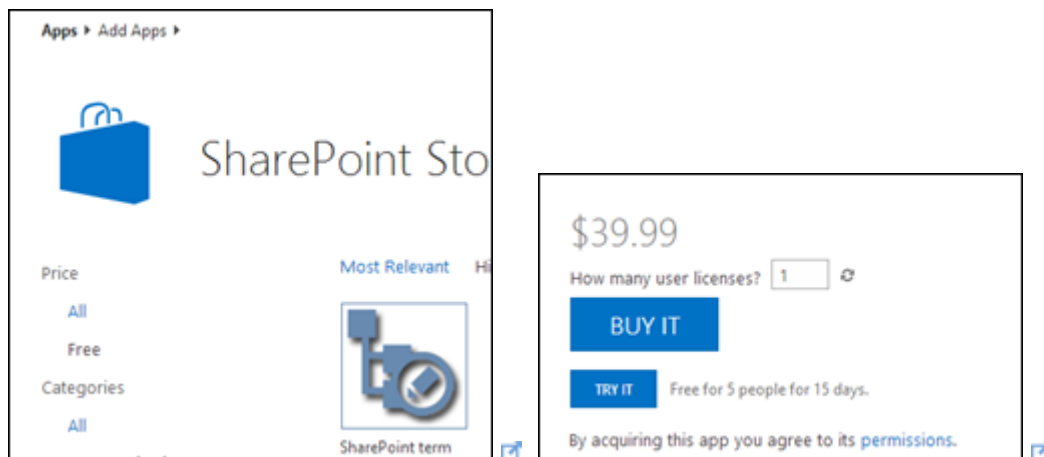 Apps ▸ Add Apps ▸
SharePoint Sto
Price
All
Free
Categories
All
Most Relevant Hi
SharePoint term
$39.99
How many user licenses? 1
BUY IT
TRY IT Free for 5 people for 15 days.
By acquiring this app you agree to its permissions.